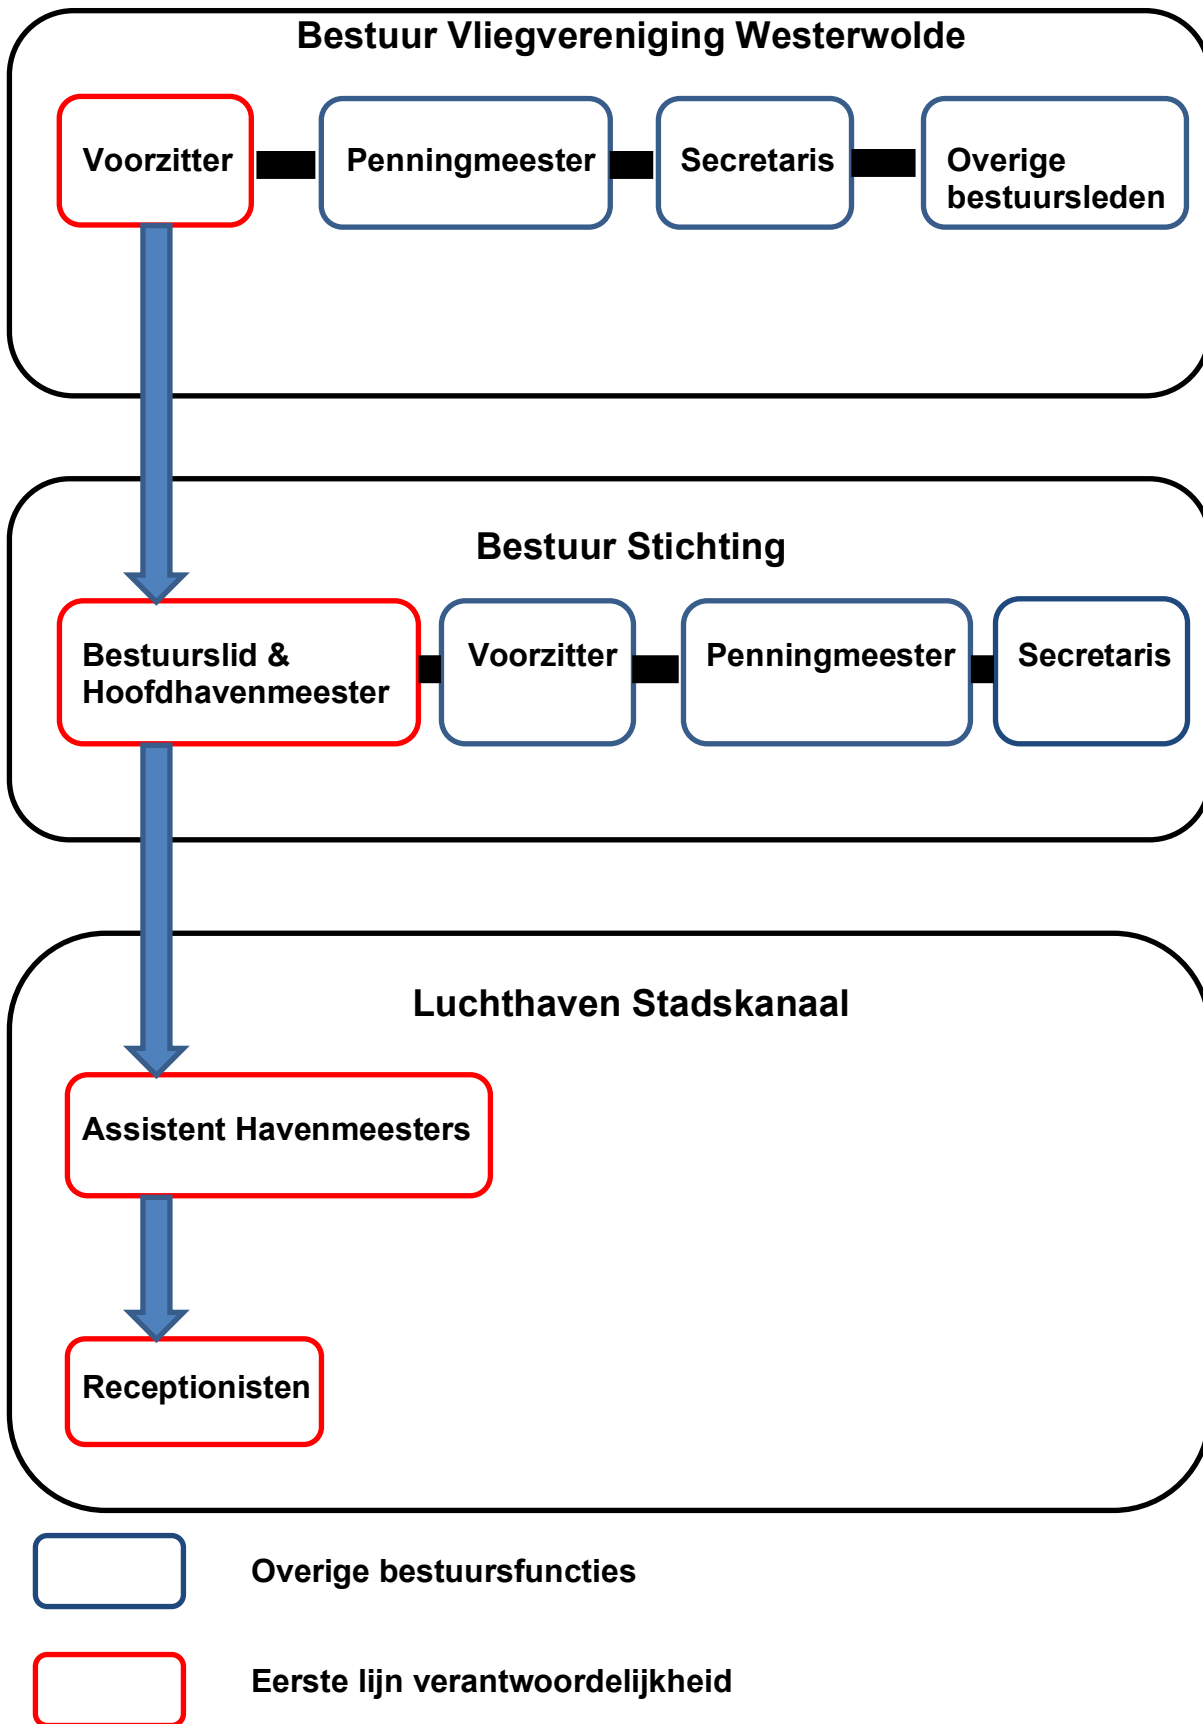 Bestuur Vliegvereniging Westerwolde
Voorzitter
Penningmeester
Secretaris
Overige
bestuursleden
Bestuur Stichting
Bestuurslid &
Hoofdhavenmeester
Voorzitter
Penningmeester
Secretaris
Luchthaven Stadskanaal
Assistent Havenmeesters
Receptionisten
Overige bestuursfuncties
Eerste lijn verantwoordelijkheid